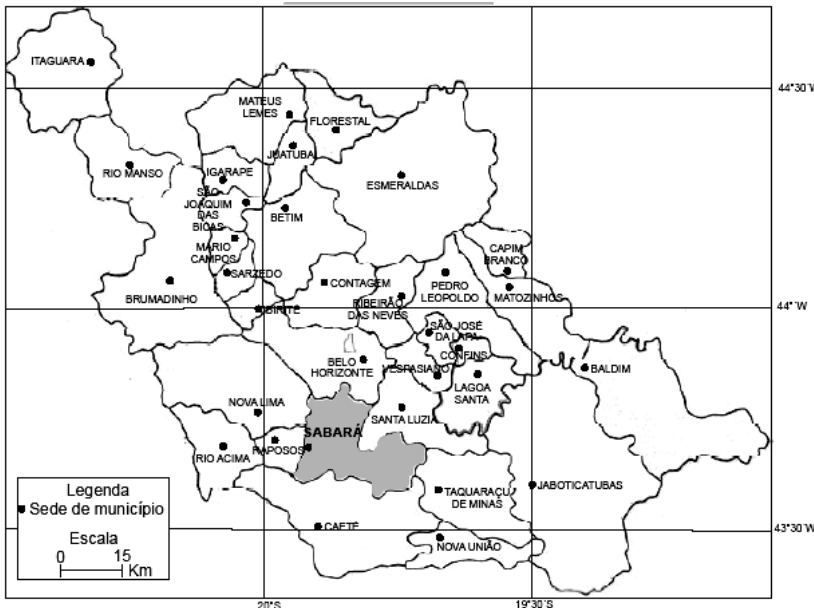 ITAGUARA
44°30'W
MATEUS
LEMES
FLORESTAL
JUATUBA
RIO MANSO
IGARAPE
ESMERALDAS
SÃO
JOAQUIM
DAS
BICAS
BETIM
MARIO
CAMPOS
CAPIM
BRANCO
SARZEDO
CONTAGEM
PEDRO
LEOPOLDO
BRUMADINHO
MATOZINHOS
RIBEIRÃO
DAS NEVES
IBIRITÉ
44°W
SÃO JOSÉ
DA LAPA
CONFINS
BELO
HORIZONTE
VESPASIANO
BALDIM
LAGOA
SANTA
NOVA LIMA
SANTA LUZIA
SABARÁ
RIO ACIMA
RAPOSOS
Legenda
Sede de município
Escala
0 15
Km
TAQUARAÇU
DE MINAS
JABOTICATUBAS
CAETÉ
43°30'W
NOVA UNIÃO
20°S
19°30'S